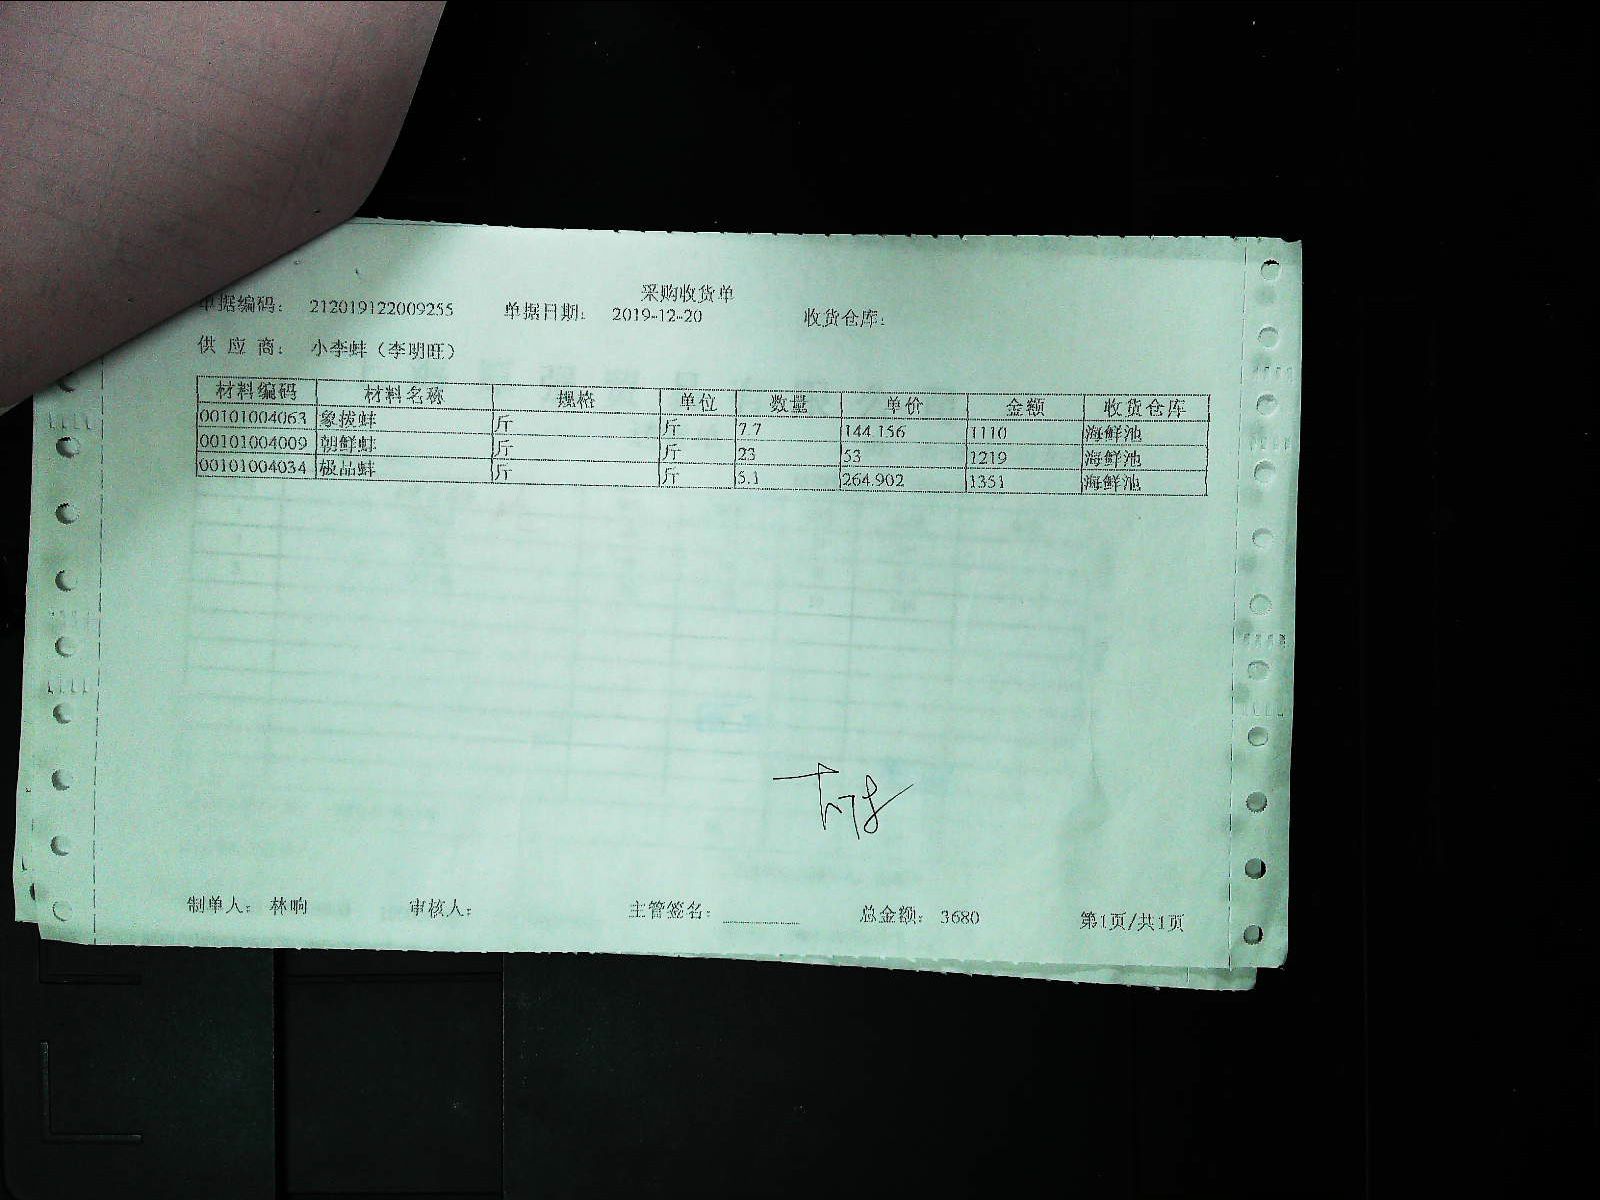 采购收货单
单据编码： 212019122009255 单据日期： 2019-12-20 收货仓库：
供 应 商： 小李蚌（李明旺）
材料编码 材料名称 规格 单位 数量 单价 金额 收货仓库
00101004063 象拔蚌 斤 斤 7.7 144.156 1110 海鲜池
00101004009 朝鲜蚌 斤 斤 23 53 1219 海鲜池
00101004034 极品蚌 斤 斤 5.1 264.902 1351 海鲜池
制单人： 林响 审核人： 主管签名： 总金额： 3680 第1页/共1页